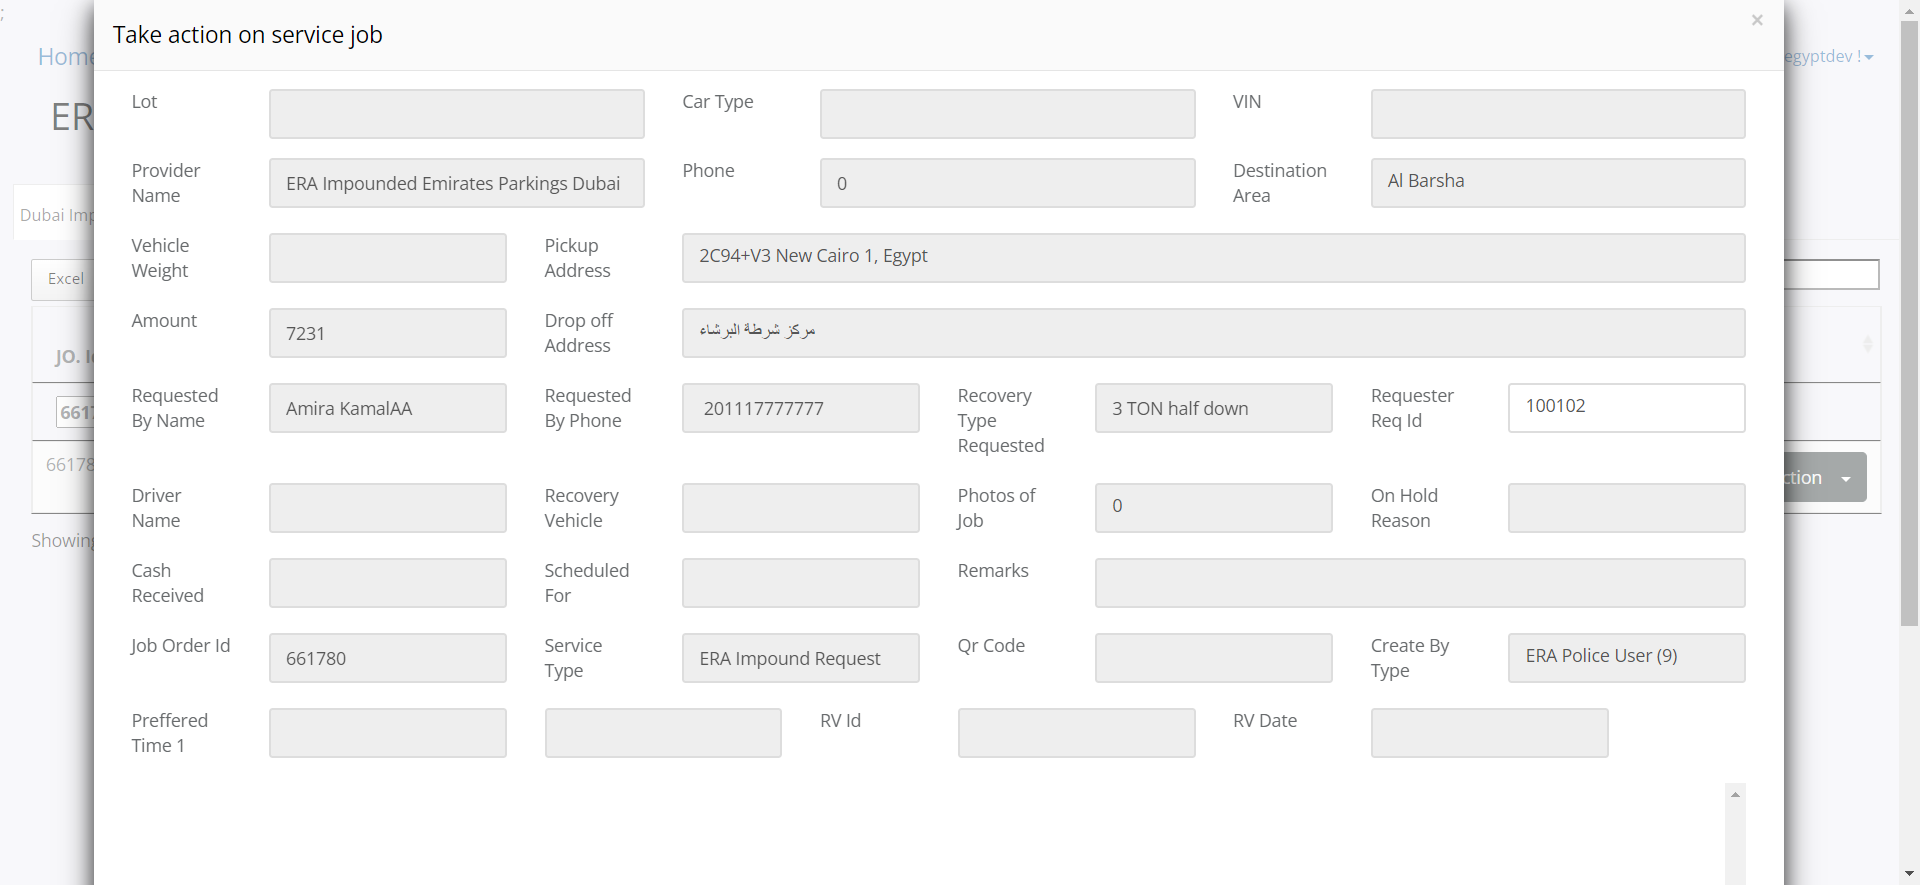 ;
Take action on service job
×
Home
egyptdev !
ER
Dubai Imp
Excel
JO. I
6617
66178
ction
Showing
Lot
Car Type
VIN
Provider Name
ERA Impounded Emirates Parkings Dubai
Phone
0
Destination Area
Al Barsha
Vehicle Weight
Pickup Address
2C94+V3 New Cairo 1, Egypt
Amount
7231
Drop off Address
مركز شرطة البرشاء
Requested By Name
Amira KamalAA
Requested By Phone
201117777777
Recovery Type Requested
3 TON half down
Requester Req Id
100102
Driver Name
Recovery Vehicle
Photos of Job
0
On Hold Reason
Cash Received
Scheduled For
Remarks
Job Order Id
661780
Service Type
ERA Impound Request
Qr Code
Create By Type
ERA Police User (9)
Preffered Time 1
RV Id
RV Date